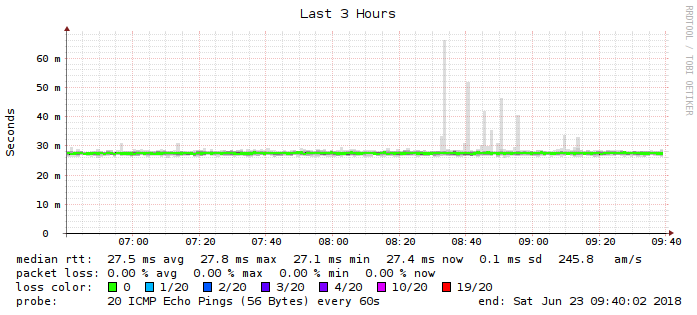 Last 3 Hours
RRDTOOL / TOBI OETIKER
Seconds
60 m
50 m
40 m
30 m
20 m
10 m
0
07:00 07:20 07:40 08:00 08:20 08:40 09:00 09:20 09:40
median rtt: 27.5 ms avg 27.8 ms max 27.1 ms min 27.4 ms now 0.1 ms sd 245.8 am/s
packet loss: 0.00 % avg 0.00 % max 0.00 % min 0.00 % now
loss color: 0 1/20 2/20 3/20 4/20 10/20 19/20
probe: 20 ICMP Echo Pings (56 Bytes) every 60s end: Sat Jun 23 09:40:02 2018